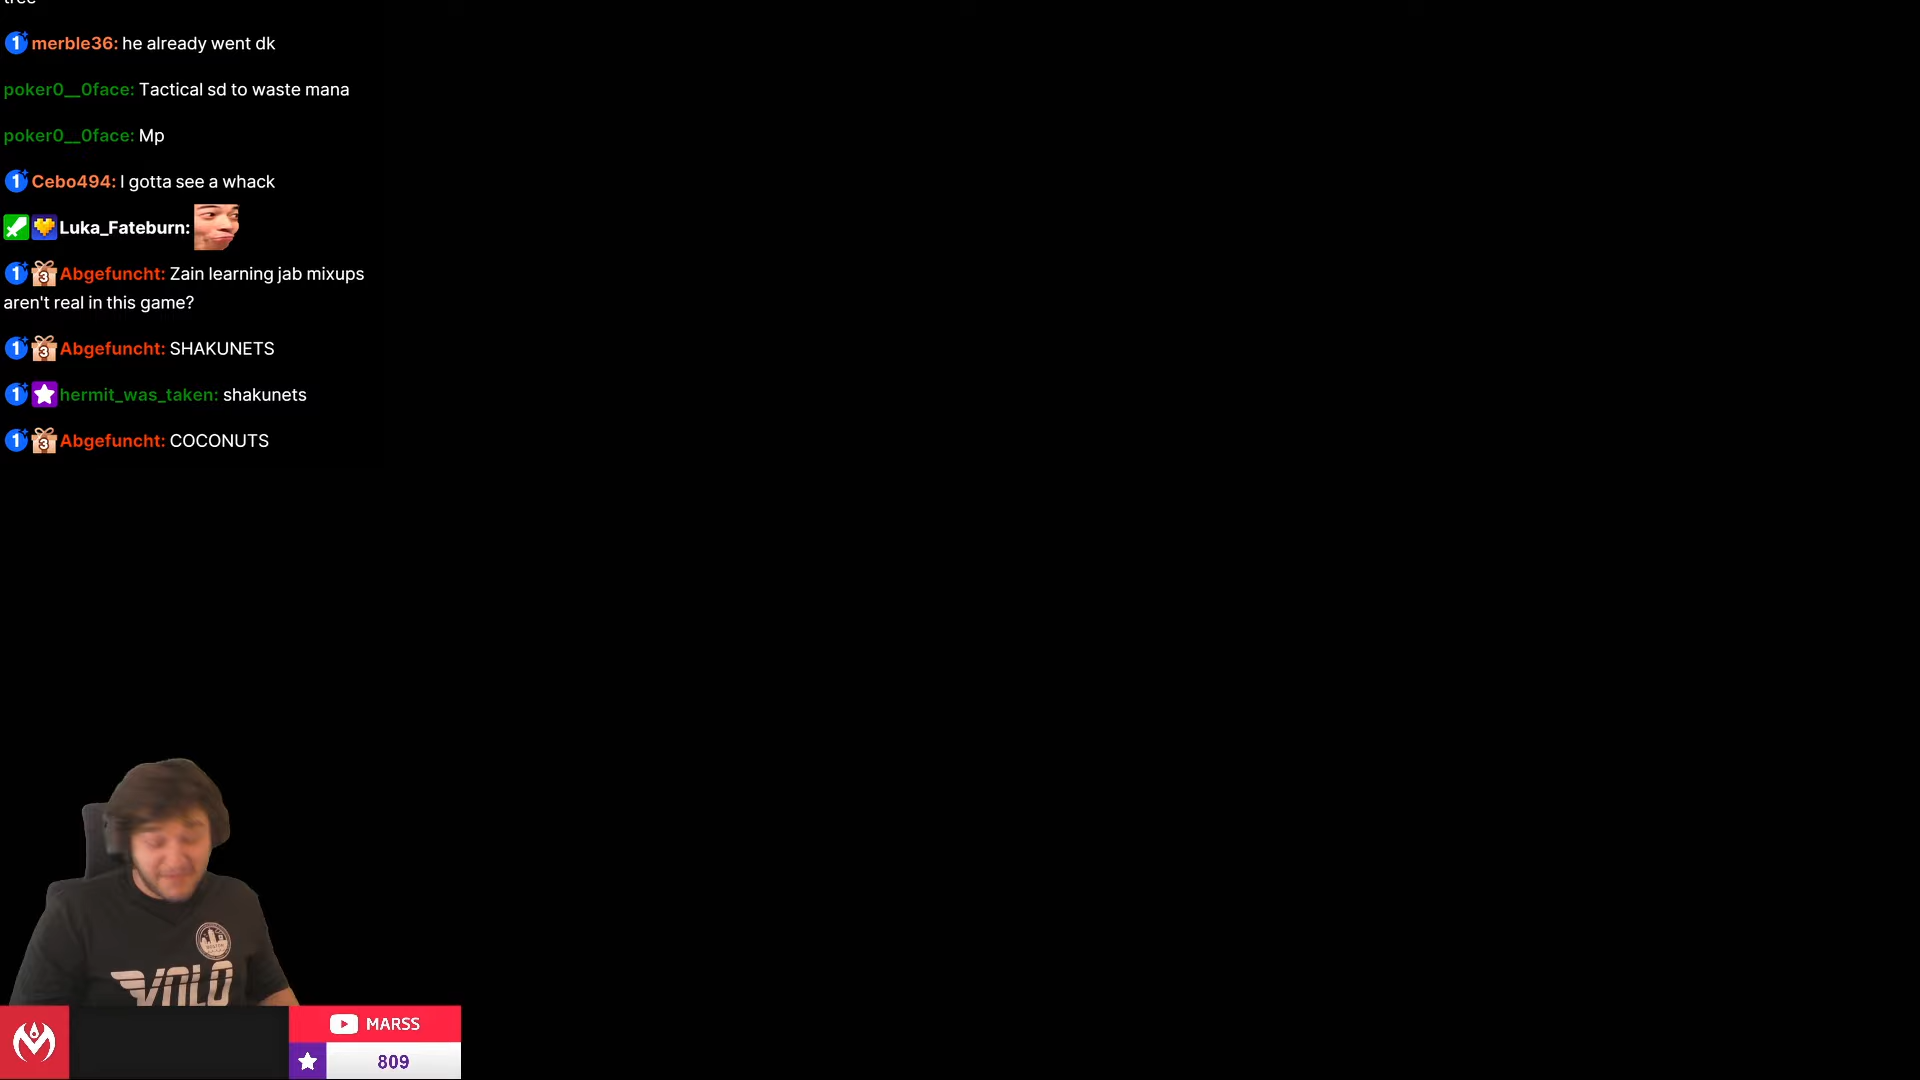 merble36: he already went dk
poker0__0face: Tactical sd to waste mana
poker0__0face: Mp
Cebo494: I gotta see a whack
Luka_Fateburn:
Abgefuncht: Zain learning jab mixups
aren't real in this game?
Abgefuncht: SHAKUNETS
hermit_was_taken: shakunets
Abgefuncht: COCONUTS
VOLO
MARSS
809